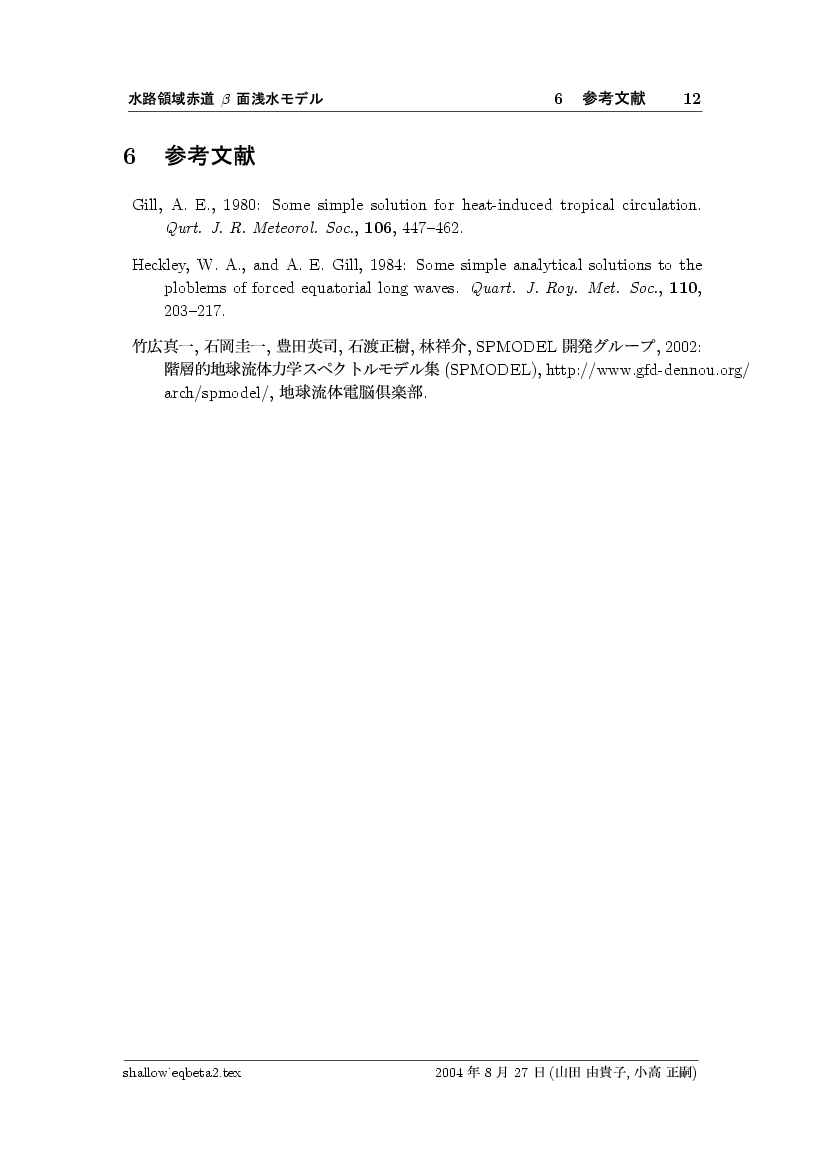 水路領域赤道 β 面浅水モデル 6 参考文献 12
6 参考文献
Gill, A. E., 1980: Some simple solution for heat-induced tropical circulation.
Qurt. J. R. Meteorol. Soc., 106, 447–462.
Heckley, W. A., and A. E. Gill, 1984: Some simple analytical solutions to the
ploblems of forced equatorial long waves. Quart. J. Roy. Met. Soc., 110,
203–217.
竹広真一, 石岡圭一, 豊田英司, 石渡正樹, 林祥介, SPMODEL 開発グループ, 2002:
階層的地球流体力学スペクトルモデル集 (SPMODEL), http://www.gfd-dennou.org/
arch/spmodel/, 地球流体電脳倶楽部.
shallow˙eqbeta2.tex 2004 年 8 月 27 日 (山田 由貴子, 小高 正嗣)